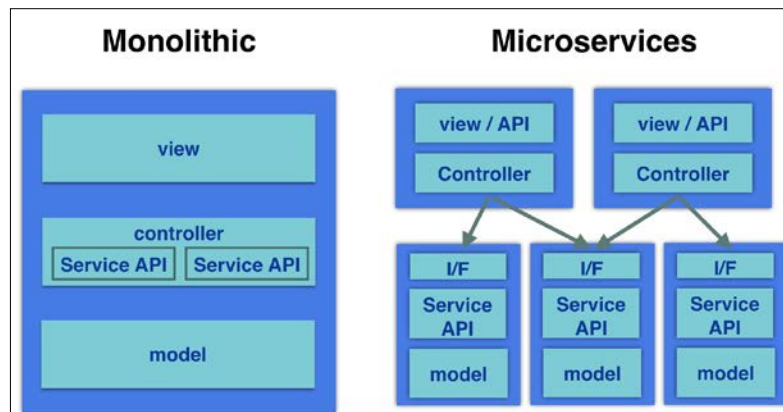 Monolithic
view
controller
Service API Service API
model
Microservices
view / API view / API
Controller Controller
I/F I/F I/F
Service Service Service
API API API
model model model